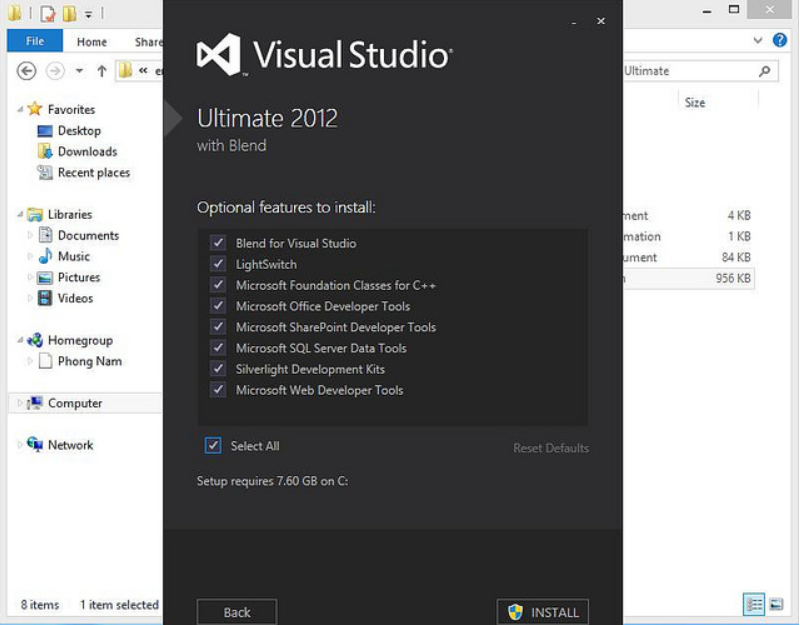 File
Home
Share
Ultimate
Size
Favorites
Desktop
Downloads
Recent places
Libraries
Documents
Music
Pictures
Videos
Homegroup
Phong Nam
Computer
Network
8 items 1 item selected
Visual Studio
Ultimate 2012
with Blend
Optional features to install:
Blend for Visual Studio
LightSwitch
Microsoft Foundation Classes for C++
Microsoft Office Developer Tools
Microsoft SharePoint Developer Tools
Microsoft SQL Server Data Tools
Silverlight Development Kits
Microsoft Web Developer Tools
Select All
Reset Defaults
Setup requires 7.60 GB on C:
Back
INSTALL
4 KB
1 KB
84 KB
956 KB